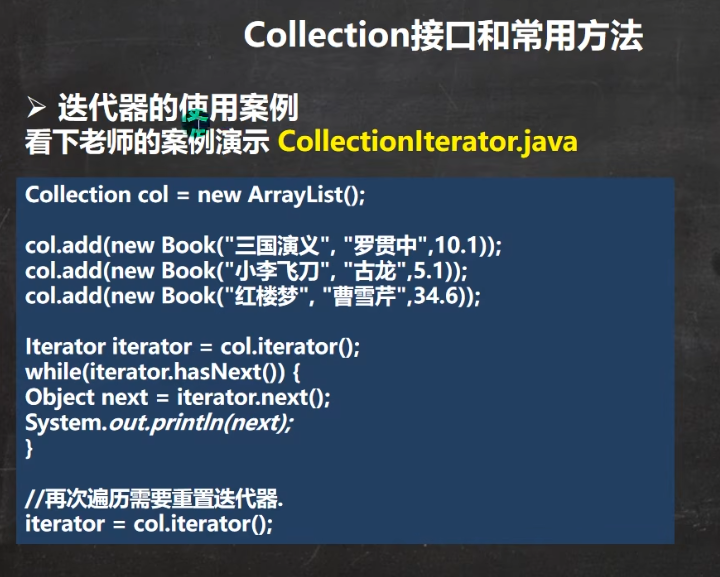 Collection接口和常用方法
➢ 迭代器的使用案例
看下老师的案例演示 CollectionIterator.java
Collection col = new ArrayList();
col.add(new Book("三国演义", "罗贯中",10.1));
col.add(new Book("小李飞刀", "古龙",5.1));
col.add(new Book("红楼梦", "曹雪芹",34.6));
Iterator iterator = col.iterator();
while(iterator.hasNext()) {
Object next = iterator.next();
System.out.println(next);
}
//再次遍历需要重置迭代器.
iterator = col.iterator();